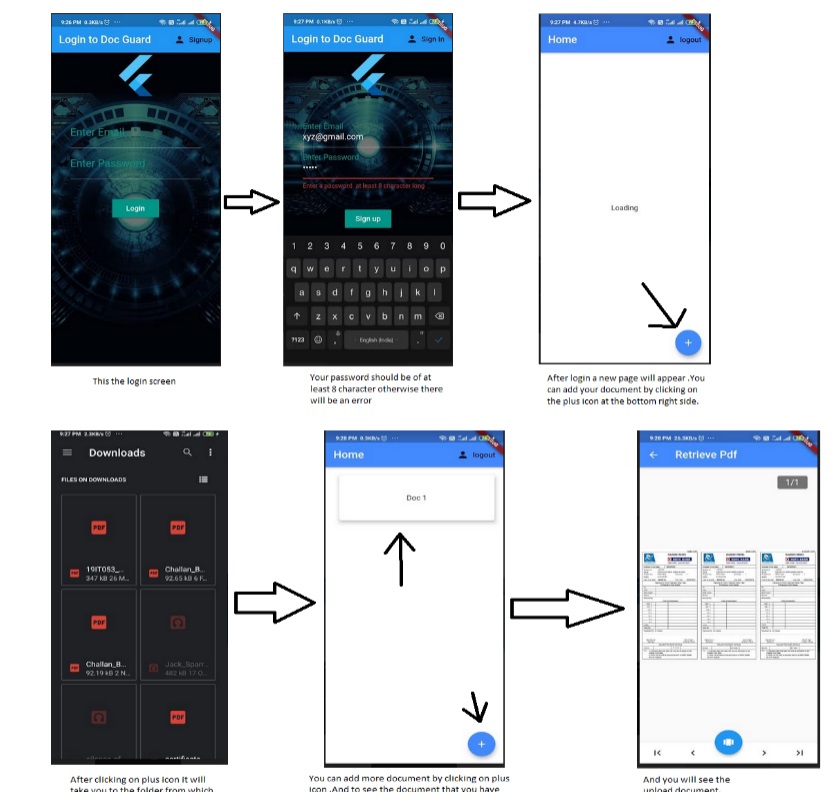 9:26 PM 0.3KB/s
Login to Doc Guard
Signup
Enter Email
Enter Password
Login
This the login screen
9:27 PM 0.1KB/s
Login to Doc Guard
Sign In
Enter Email
xyz@gmail.com
Enter Password
•••••
Enter a password at least 8 character long
Sign up
1 2 3 4 5 6 7 8 9 0
q w e r t y u i o p
a s d f g h j k l
z x c v b n m
?123 , English (India) .
Your password should be of at
least 8 character otherwise there
will be an error
9:27 PM 4.7KB/s
Home
logout
Loading
+
After login a new page will appear .You
can add your document by clicking on
the plus icon at the bottom right side.
9:27 PM 2.3KB/s
Downloads
FILES ON DOWNLOADS
PDF
PDF
19IT053_...
347 kB 26 M...
Challan_B...
92.65 kB 6 F...
PDF
Challan_B...
92.19 kB 2 N...
Jack_Sparr...
482 kB 17 O...
PDF
certificate
After clicking on plus icon it will
take you to the folder from which
9:28 PM 0.9KB/s
Home
logout
Doc 1
+
You can add more document by clicking on plus
icon .And to see the document that you have
9:28 PM 26.3KB/s
Retrieve Pdf
1/1
And you will see the
upload document.